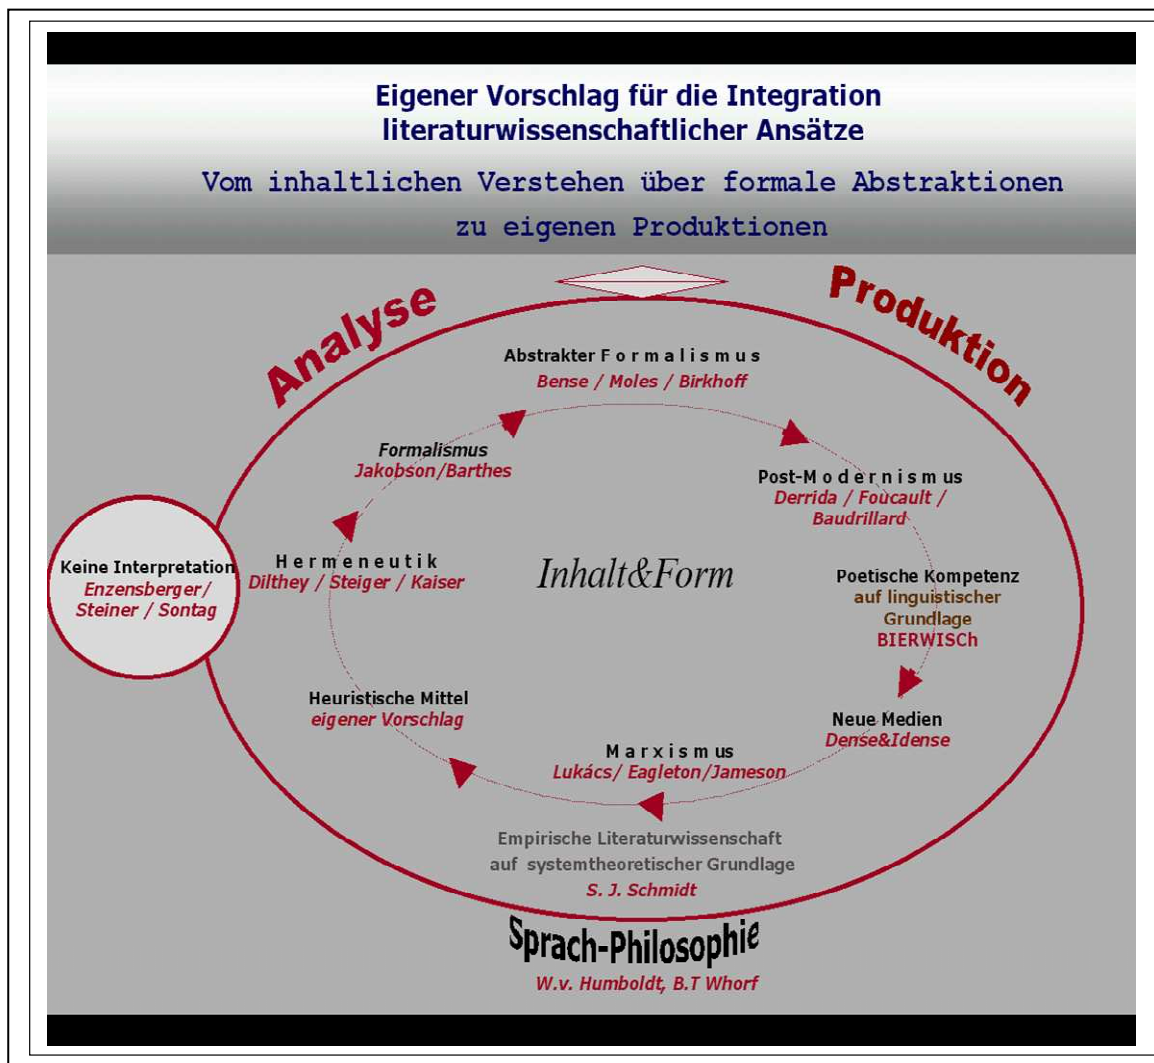 Eigener Vorschlag für die Integration
literaturwissenschaftlicher Ansätze
Vom inhaltlichen Verstehen über formale Abstraktionen
zu eigenen Produktionen
Analyse
Produktion
Abstrakter Formalismus
Bense / Moles / Birkhoff
Formalismus
Jakobson/Barthes
Post-Modernismus
Derrida / Foucault /
Baudrillard
Keine Interpretation
Enzensberger/
Steiner / Sontag
Hermeneutik
Dilthey / Steiger / Kaiser
Inhalt&Form
Poetische Kompetenz
auf linguistischer
Grundlage
BIERWISCh
Heuristische Mittel
eigener Vorschlag
Neue Medien
Dense&Idense
Marxismus
Lukács/ Eagleton/Jameson
Empirische Literaturwissenschaft
auf systemtheoretischer Grundlage
S. J. Schmidt
Sprach-Philosophie
W.v. Humboldt, B.T Whorf